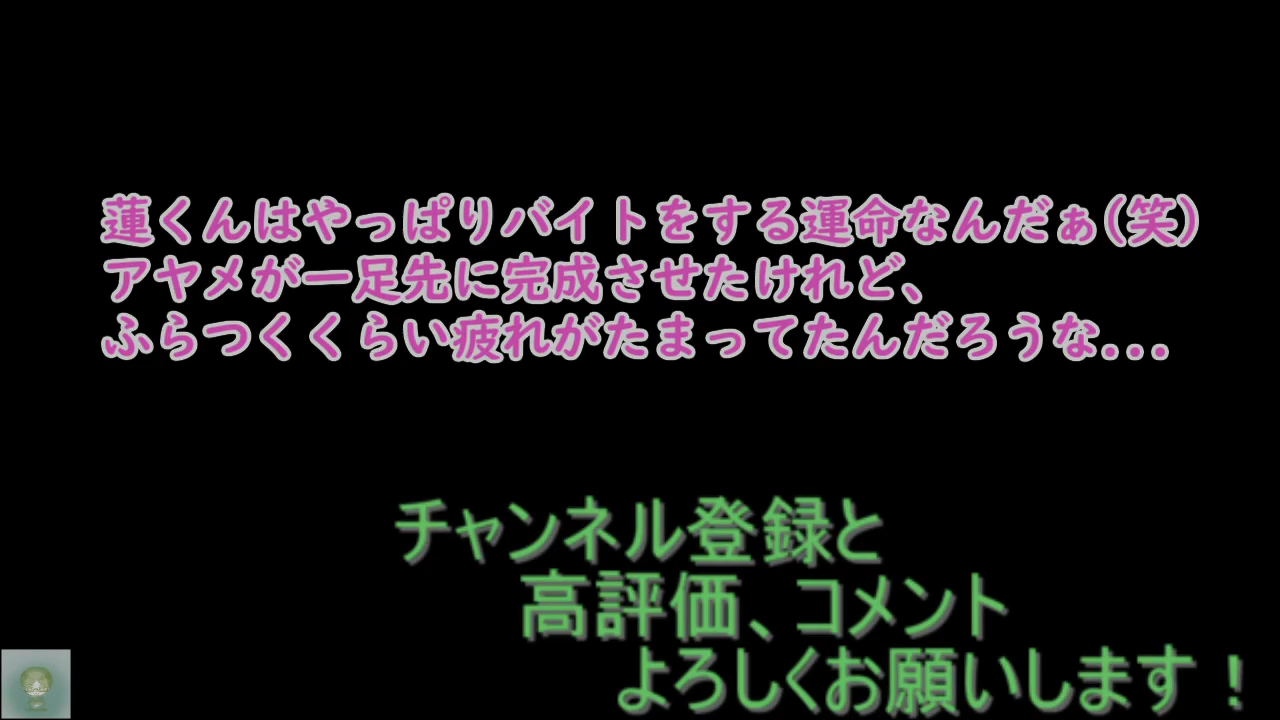 蓮くんはやっぱりバイトをする運命なんだぁ(笑)
アヤメが一足先に完成させたけれど、
ふらつくくらい疲れがたまってたんだろうな...
チャンネル登録と
高評価、コメント
よろしくお願いします！